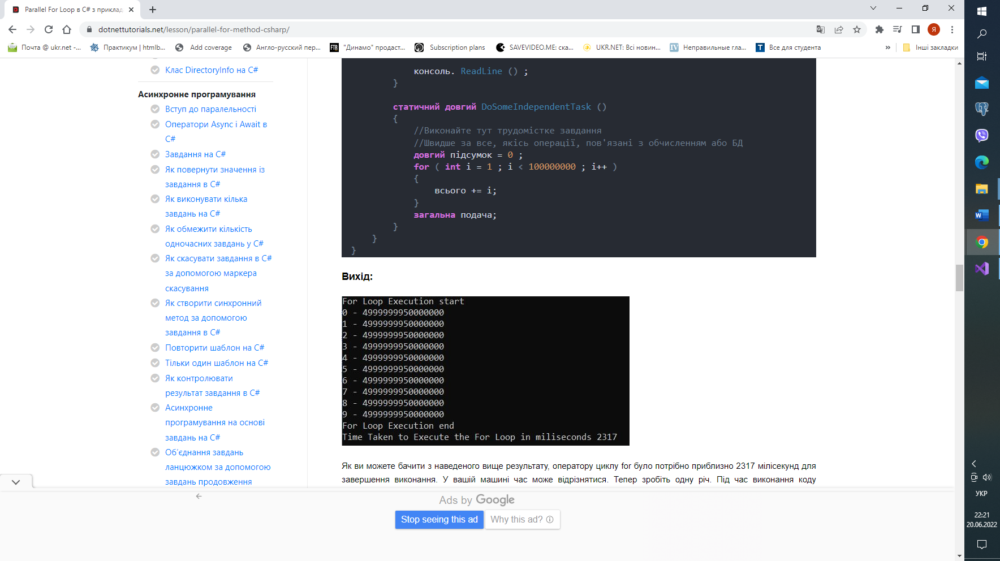 Parallel For Loop в C# з приклад
dotnettutorials.net/lesson/parallel-for-method-csharp/
Я
Почта @ ukr.net -...
Практикум | htmlb...
Add coverage
Англо-русский пер...
FTR
"Динамо" продаст...
Subscription plans
SAVEVIDEO.ME: ска...
UKR.NET: Всі новин...
IV
Неправильные гла...
T
Все для студента
»
Інші закладки
Клас DirectoryInfo на C#
Асинхронне програмування
Вступ до паралельності
Оператори Async і Await в
C#
Завдання на C#
Як повернути значення із
завдання в C#
Як виконувати кілька
завдань на C#
Як обмежити кількість
одночасних завдань у C#
Як скасувати завдання в C#
за допомогою маркера
скасування
Як створити синхронний
метод за допомогою
завдання в C#
Повторити шаблон на C#
Тільки один шаблон на C#
Як контролювати
результат завдання в C#
Асинхронне
програмування на основі
завдань на C#
Об’єднання завдань
ланцюжком за допомогою
завдань продовження
консоль. ReadLine () ;
}
статичний довгий DoSomeIndependentTask ()
{
//Виконайте тут трудомістке завдання
//Швидше за все, якісь операції, пов'язані з обчисленням або БД
довгий підсумок = 0 ;
for ( int i = 1 ; i < 100000000 ; i++ )
{
всього += i;
}
загальна подача;
}
}
}
Вихід:
For Loop Execution start
0 - 4999999950000000
1 - 4999999950000000
2 - 4999999950000000
3 - 4999999950000000
4 - 4999999950000000
5 - 4999999950000000
6 - 4999999950000000
7 - 4999999950000000
8 - 4999999950000000
9 - 4999999950000000
For Loop Execution end
Time Taken to Execute the For Loop in miliseconds 2317
Як ви можете бачити з наведеного вище результату, оператору циклу for було потрібно приблизно 2317 мілісекунд для
завершення виконання. У вашій машині час може відрізнятися. Тепер зробіть одну річ. Під час виконання коду
Ads by Google
Stop seeing this ad
Why this ad?
УКР
22:21
20.06.2022